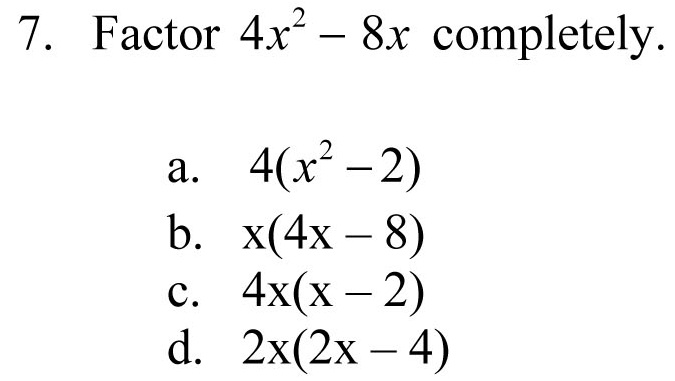 7. Factor 4x² – 8x completely.
a. 4(x² – 2)
b. x(4x – 8)
c. 4x(x – 2)
d. 2x(2x – 4)